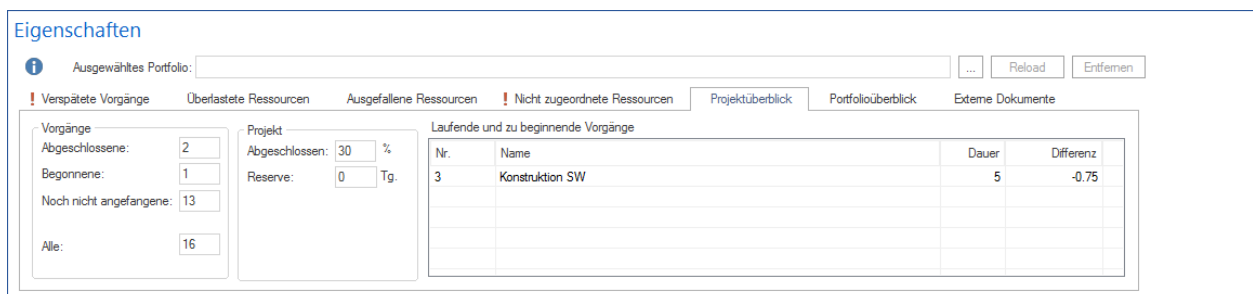 Eigenschaften
Ausgewähltes Portfolio: ... Reload Entfernen
! Verspätete Vorgänge Überlastete Ressourcen Ausgefallene Ressourcen ! Nicht zugeordnete Ressourcen Projektüberblick Portfolioüberblick Externe Dokumente
Vorgänge
Abgeschlossene: 2
Begonnene: 1
Noch nicht angefangene: 13
Alle: 16
Projekt
Abgeschlossen: 30 %
Reserve: 0 Tg.
Laufende und zu beginnende Vorgänge
Nr. Name Dauer Differenz
3 Konstruktion SW 5 -0.75